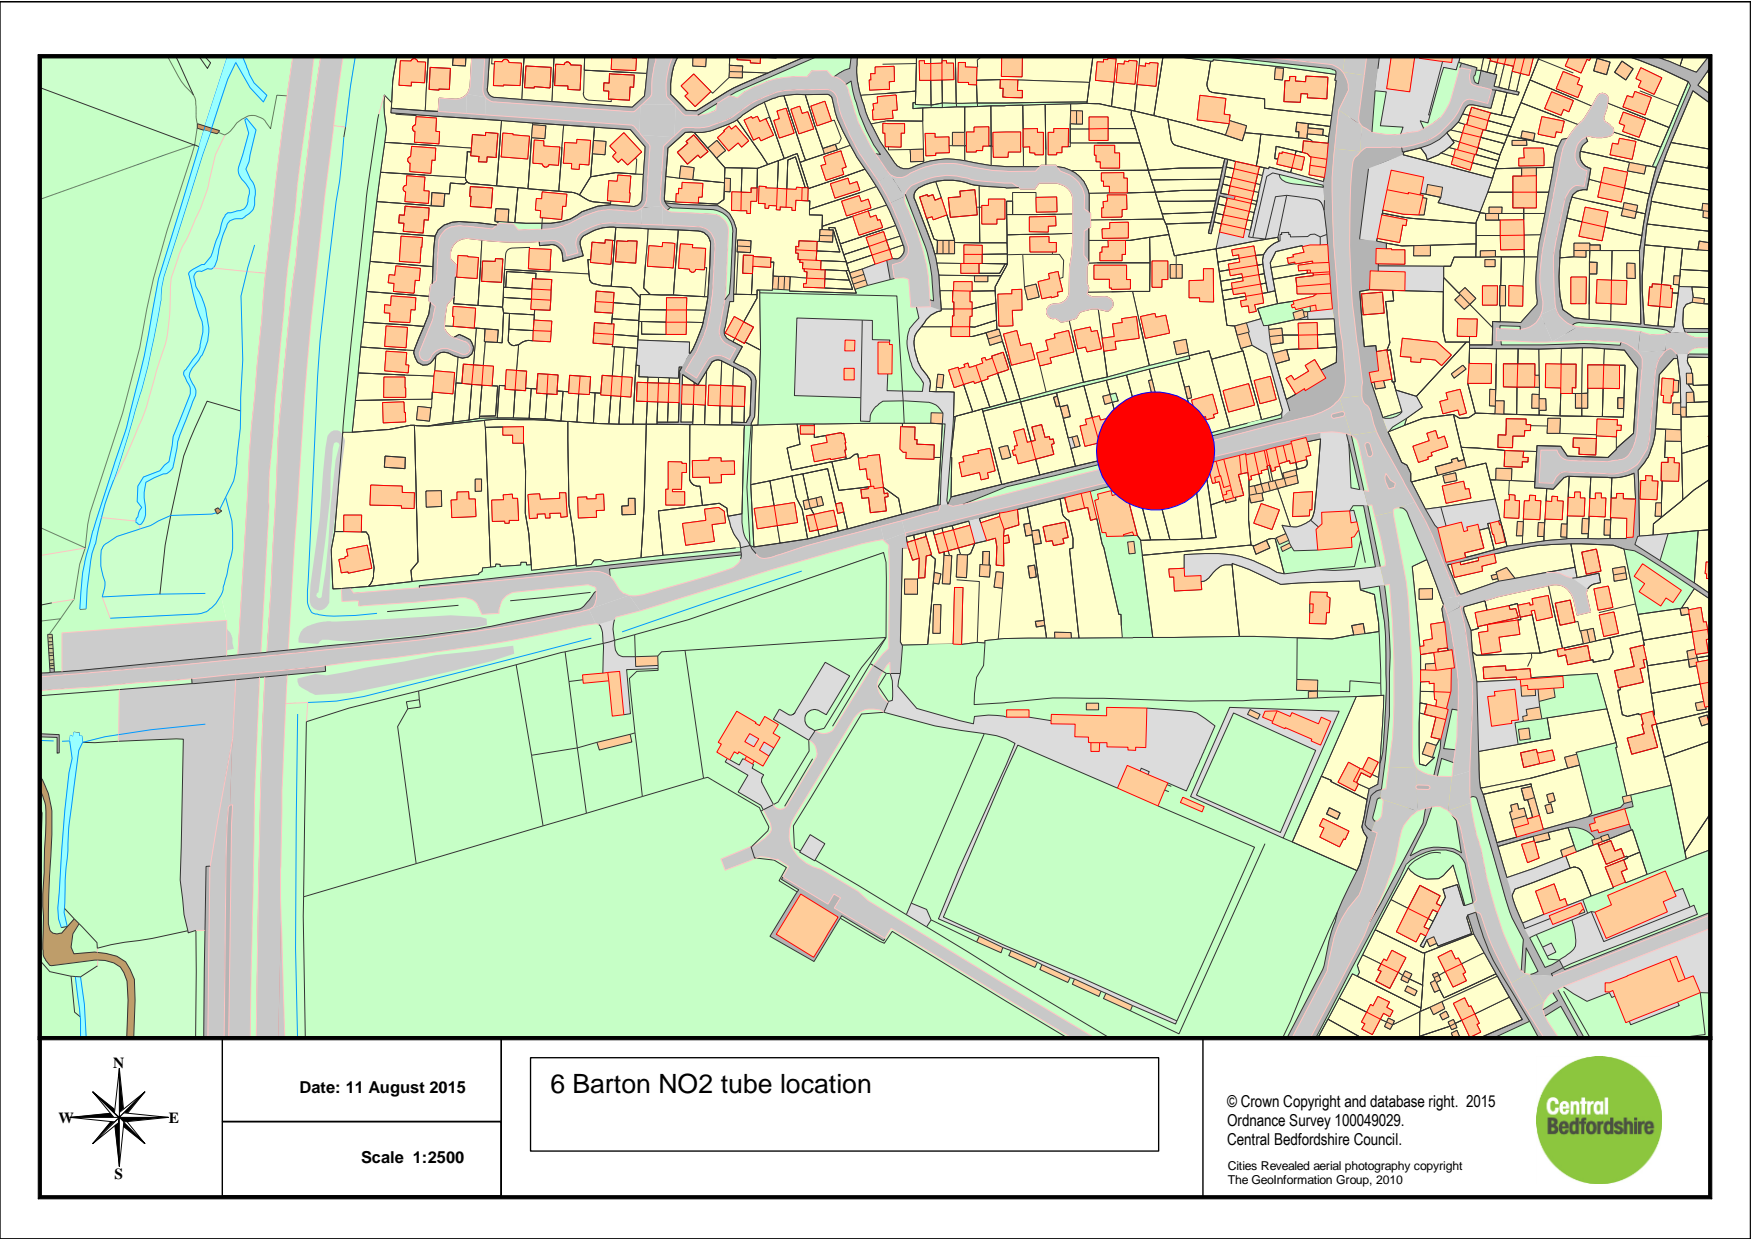 N
W E
S
Date: 11 August 2015
Scale 1:2500
6 Barton NO2 tube location
© Crown Copyright and database right. 2015
Ordnance Survey 100049029.
Central Bedfordshire Council.
Cities Revealed aerial photography copyright
The GeoInformation Group, 2010
Central
Bedfordshire